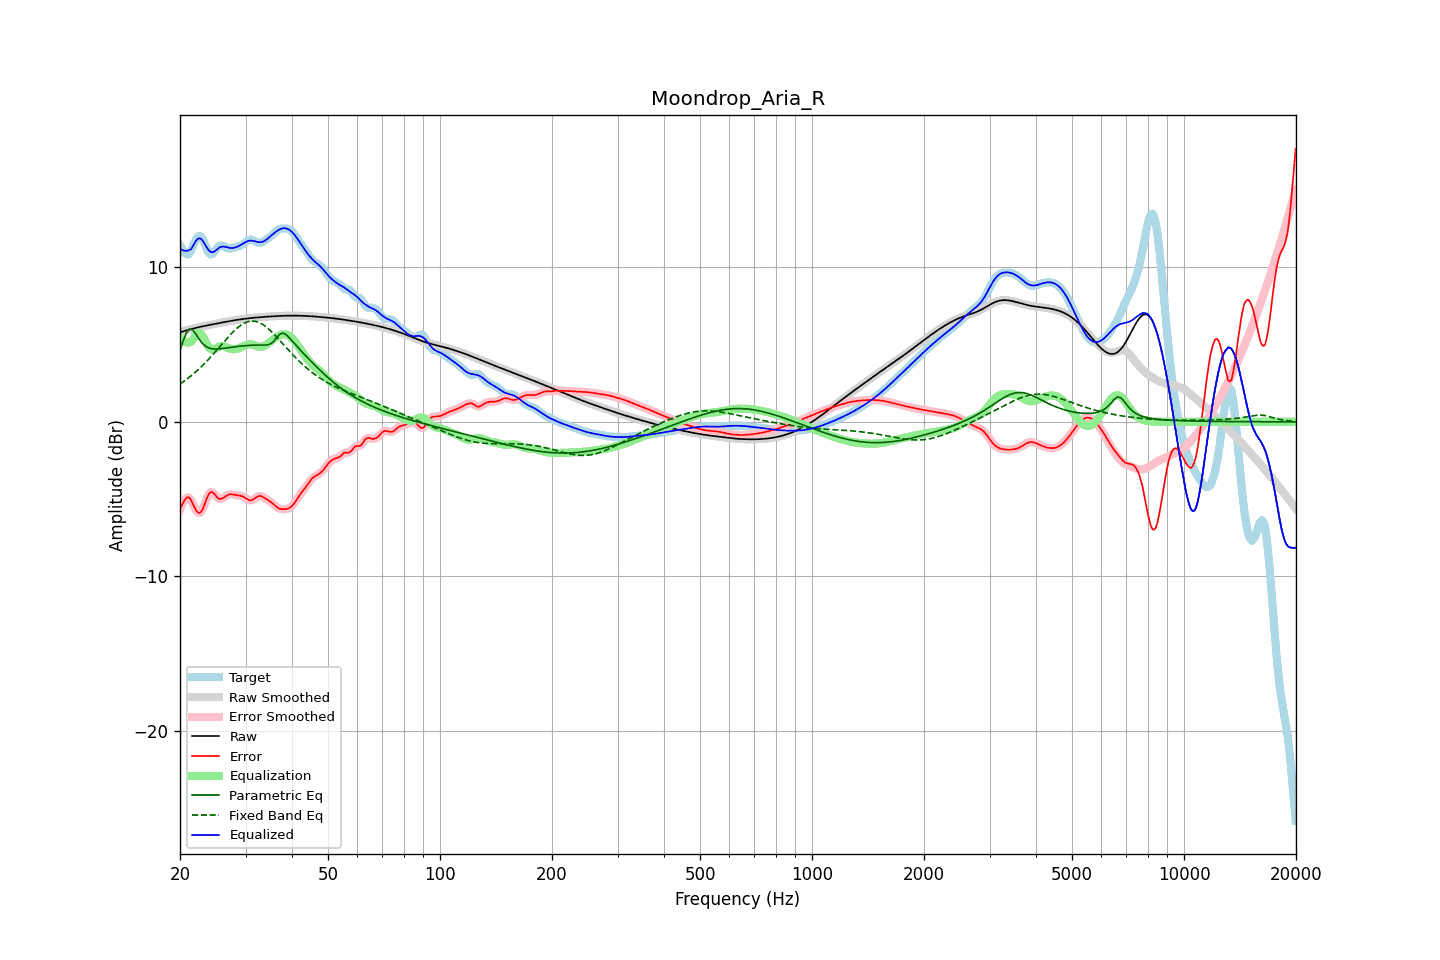 Moondrop_Aria_R
Amplitude (dBr)
10
0
−10
−20
Target
Raw Smoothed
Error Smoothed
Raw
Error
Equalization
Parametric Eq
Fixed Band Eq
Equalized
20 50 100 200 500 1000 2000 5000 10000 20000
Frequency (Hz)